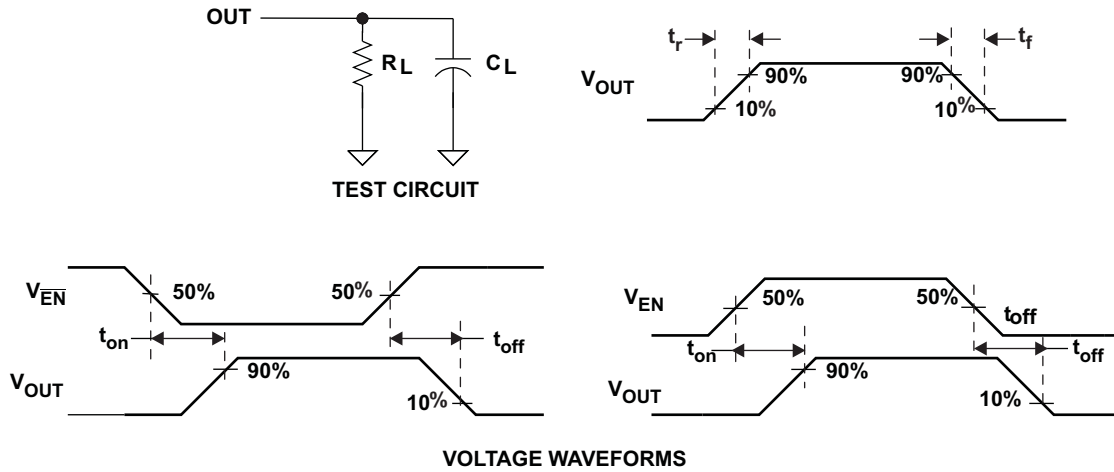 OUT
RL
CL
TEST CIRCUIT
tr
tf
VOUT
90%
90%
10%
10%
VEN
50%
50%
ton
toff
VOUT
90%
10%
VEN
50%
50%
toff
ton
toff
VOUT
90%
10%
VOLTAGE WAVEFORMS